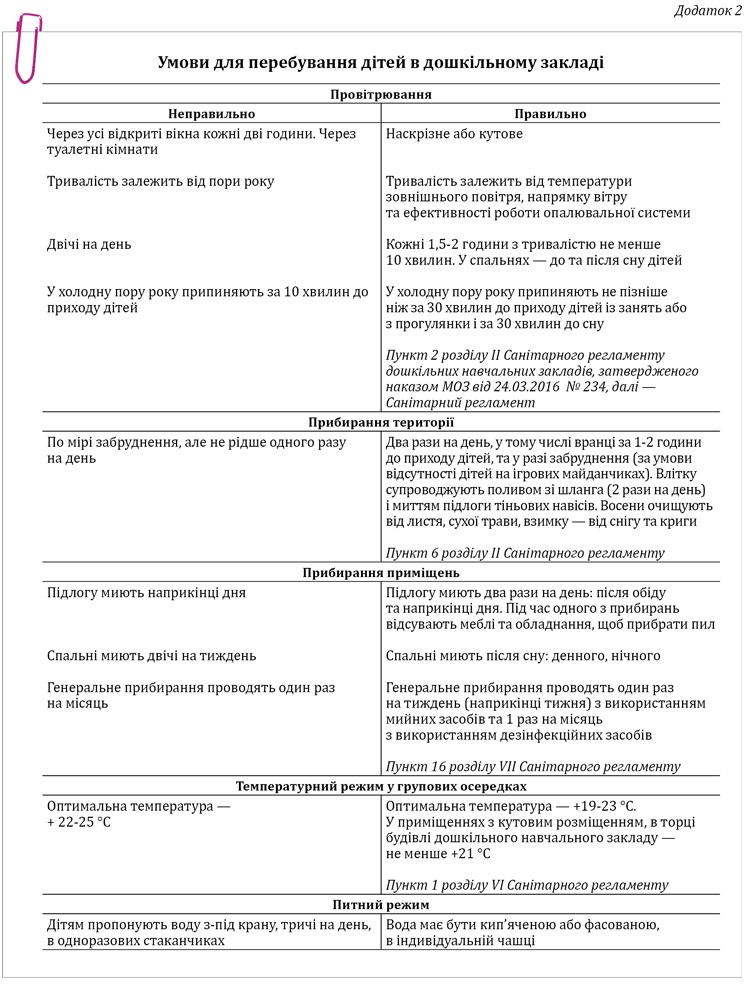 Додаток 2
Умови для перебування дітей в дошкільному закладі
Провітрювання
Неправильно
Правильно
Через усі відкриті вікна кожні дві години. Через
туалетні кімнати
Наскрізне або кутове
Тривалість залежить від пори року
Тривалість залежить від температури
зовнішнього повітря, напрямку вітру
та ефективності роботи опалювальної системи
Двічі на день
Кожні 1,5-2 години з тривалістю не менше
10 хвилин. У спальнях — до та після сну дітей
У холодну пору року припиняють за 10 хвилин до
приходу дітей
У холодну пору року припиняють не пізніше
ніж за 30 хвилин до приходу дітей із занять або
з прогулянки і за 30 хвилин до сну
Пункт 2 розділу II Санітарного регламенту
дошкільних навчальних закладів, затвердженого
наказом МОЗ від 24.03.2016 № 234, далі —
Санітарний регламент
Прибирання території
По мірі забруднення, але не рідше одного разу
на день
Два рази на день, у тому числі вранці за 1-2 години
до приходу дітей, та у разі забруднення (за умови
відсутності дітей на ігрових майданчиках). Влітку
супроводжують поливом зі шланга (2 рази на день)
і миттям підлоги тіньових навісів. Восени очищують
від листя, сухої трави, взимку — від снігу та криги
Пункт 6 розділу II Санітарного регламенту
Прибирання приміщень
Підлогу миють наприкінці дня
Підлогу миють два рази на день: після обіду
та наприкінці дня. Під час одного з прибирань
відсувають меблі та обладнання, щоб прибрати пил
Спальні миють двічі на тиждень
Спальні миють після сну: денного, нічного
Генеральне прибирання проводять один раз
на місяць
Генеральне прибирання проводять один раз
на тиждень (наприкінці тижня) з використанням
мийних засобів та 1 раз на місяць
з використанням дезінфекційних засобів
Пункт 16 розділу VII Санітарного регламенту
Температурний режим у групових осередках
Оптимальна температура —
+ 22-25 °С
Оптимальна температура — +19-23 °С.
У приміщеннях з кутовим розміщенням, в торці
будівлі дошкільного навчального закладу —
не менше +21 °С
Пункт 1 розділу VI Санітарного регламенту
Питний режим
Дітям пропонують воду з-під крану, тричі на день,
в одноразових стаканчиках
Вода має бути кип’яченою або фасованою,
в індивідуальній чашці